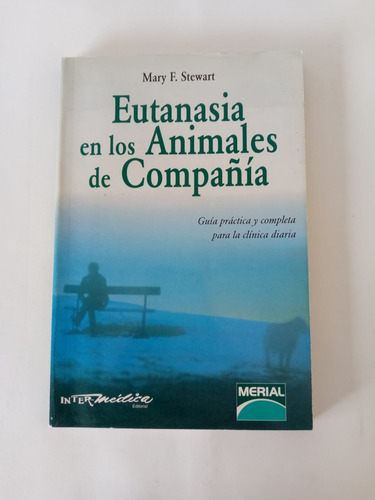 Mary F. Stewart
Eutanasia
en los Animales
de Compañía
Guía práctica y completa
para la clínica diaria
INTER-Médica
Editorial
MERIAL